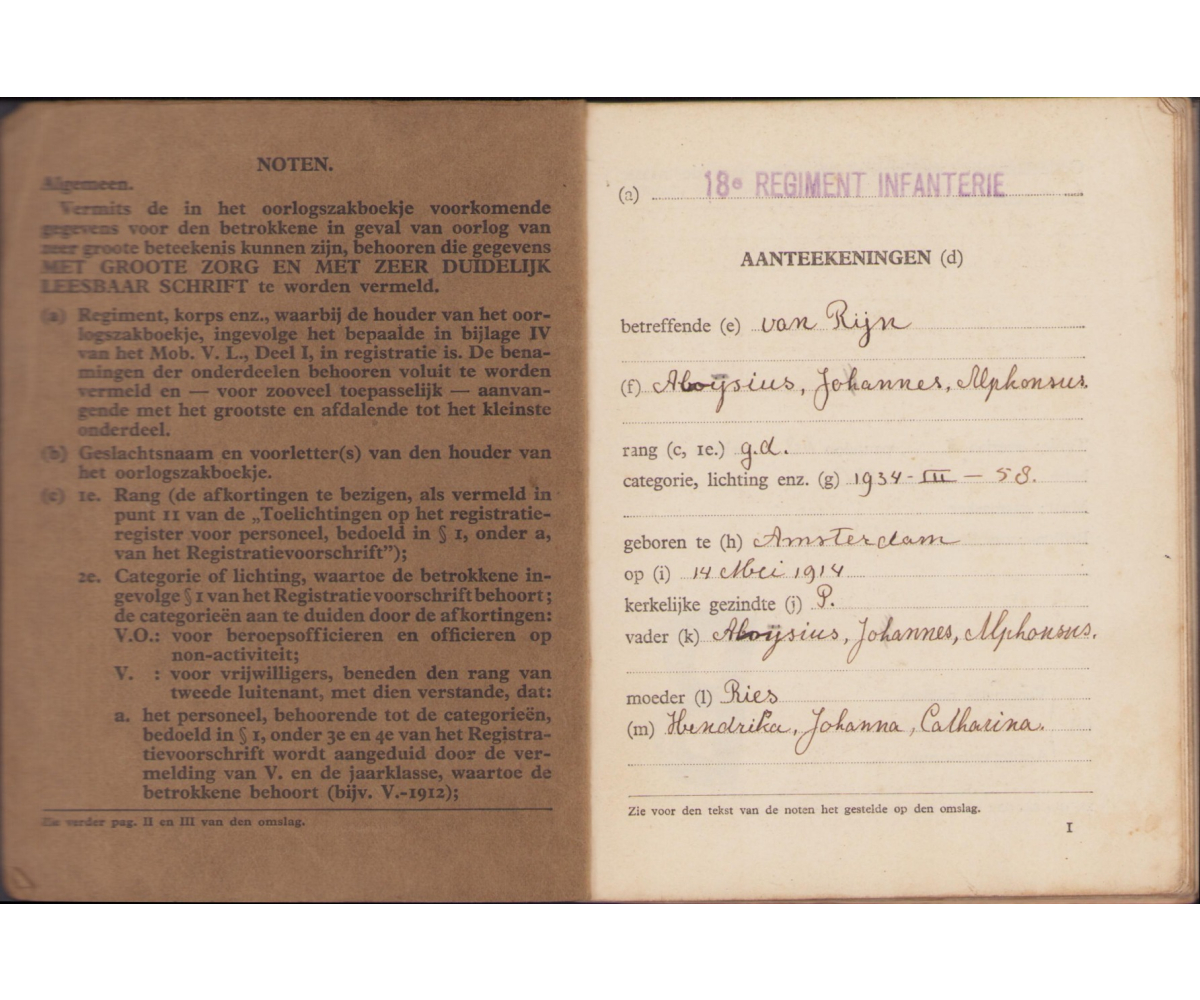 NOTEN.
Algemeen.
Vermits de in het oorlogszakboekje voorkomende
gegevens voor den betrokkene in geval van oorlog van
zeer groote beteekenis kunnen zijn, behooren die gegevens
MET GROOTE ZORG EN MET ZEER DUIDELIJK
LEESBAAR SCHRIFT te worden vermeld.
(a) Regiment, korps enz., waarbij de houder van het oor-
logszakboekje, ingevolge het bepaalde in bijlage IV
van het Mob. V. L., Deel I, in registratie is. De bena-
mingen der onderdeelen behooren voluit te worden
vermeld en — voor zooveel toepasselijk — aanvan-
gende met het grootste en afdalende tot het kleinste
onderdeel.
(b) Geslachtsnaam en voorletter(s) van den houder van
het oorlogszakboekje.
(c) 1e. Rang (de afkortingen te bezigen, als vermeld in
punt 11 van de „Toelichtingen op het registratie-
register voor personeel, bedoeld in § 1, onder a,
van het Registratievoorschrift”);
2e. Categorie of lichting, waartoe de betrokkene in-
gevolge § 1 van het Registratievoorschrift behoort;
de categorieën aan te duiden door de afkortingen:
V.O.: voor beroepsofficieren en officieren op
non-activiteit;
V. : voor vrijwilligers, beneden den rang van
tweede luitenant, met dien verstande, dat:
a. het personeel, behoorende tot de categorieën,
bedoeld in § 1, onder 3e en 4e van het Registra-
tievoorschrift wordt aangeduid door de ver-
melding van V. en de jaarklasse, waartoe de
betrokkene behoort (bijv. V.-1912);
Zie verder pag. II en III van den omslag.
(a) 18e REGIMENT INFANTERIE
AANTEEKENINGEN (d)
betreffende (e) van Rijn
(f) Aloysius, Johannes, Alphonsus.
rang (c, 1e.) g.d.
categorie, lichting enz. (g) 1934-III-58.
geboren te (h) Amsterdam
op (i) 14 Mei 1914
kerkelijke gezindte (j) P.
vader (k) Aloysius, Johannes, Alphonsus.
moeder (l) Ries
(m) Hendrika, Johanna, Catharina.
Zie voor den tekst van de noten het gestelde op den omslag.
1